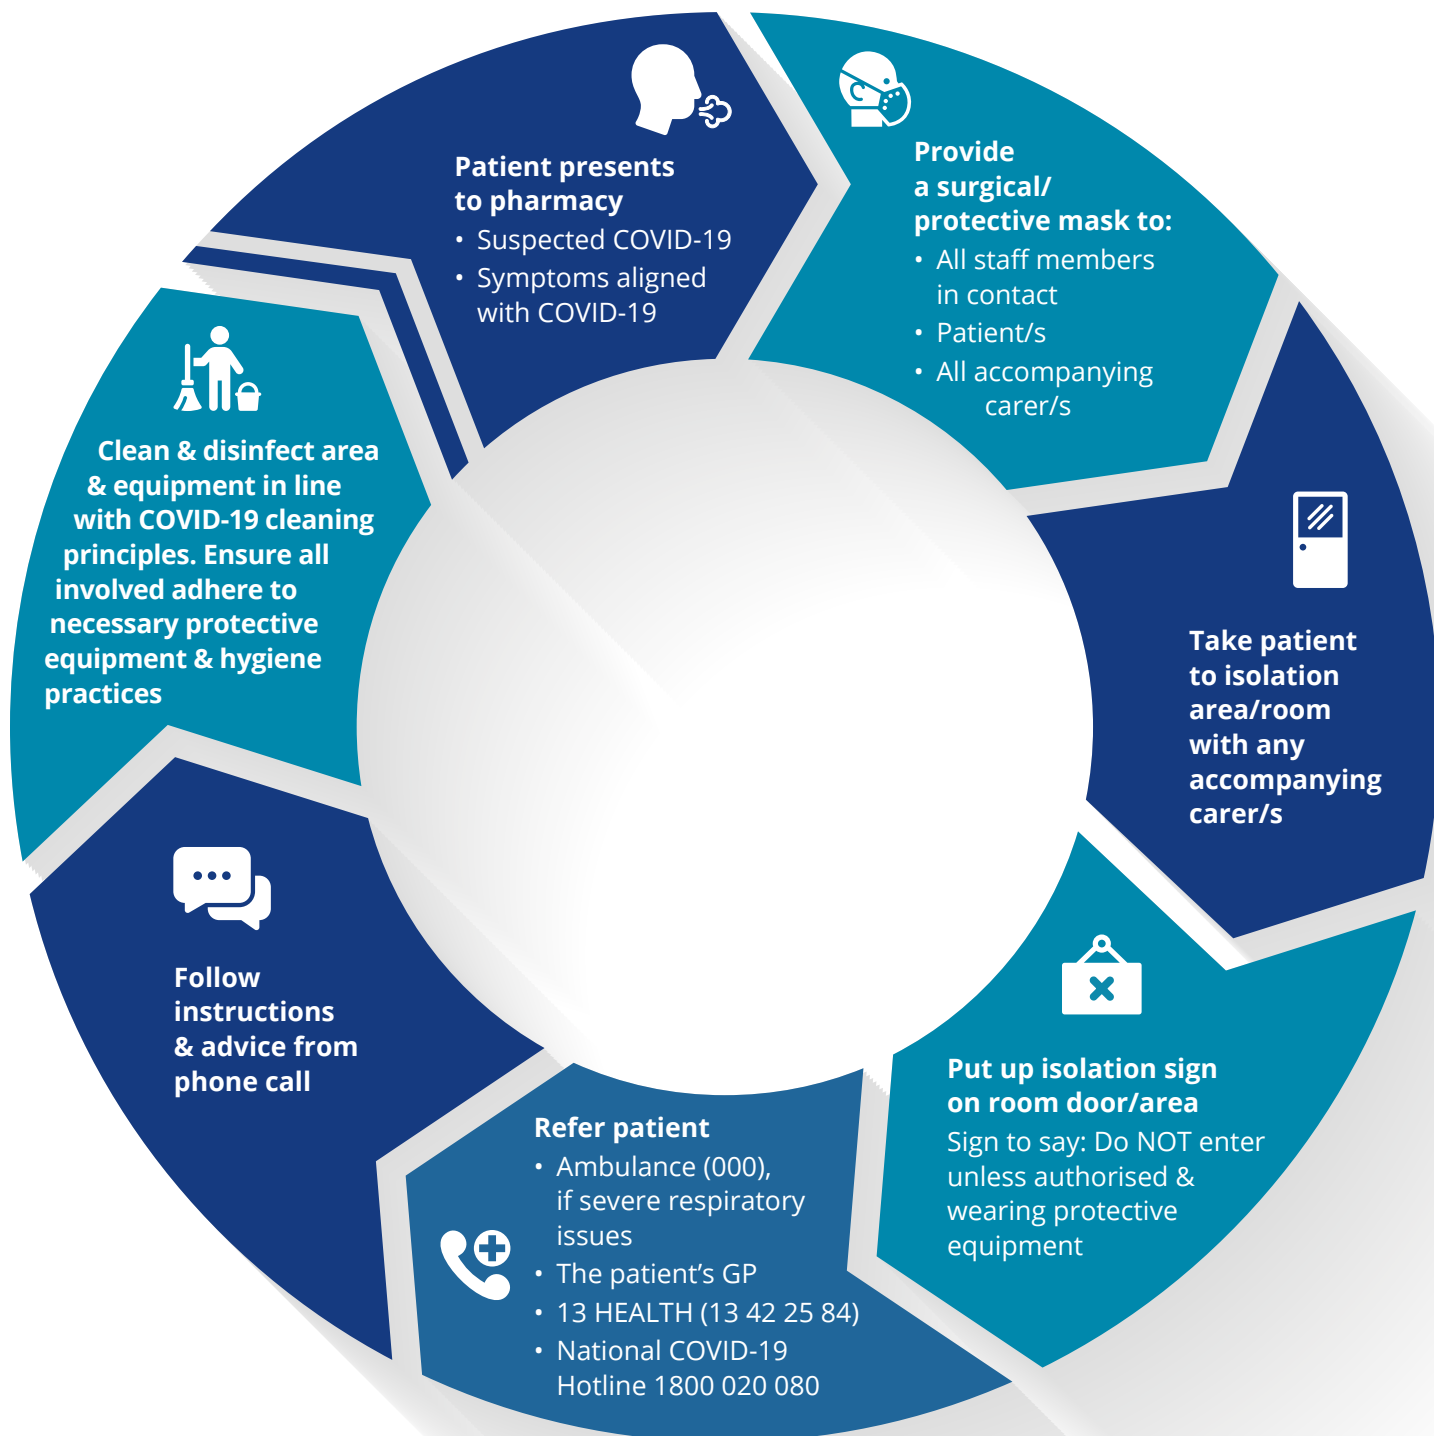 Patient presents
to pharmacy
• Suspected COVID-19
• Symptoms aligned
with COVID-19
Provide
a surgical/
protective mask to:
• All staff members
in contact
• Patient/s
• All accompanying
carer/s
Take patient
to isolation
area/room
with any
accompanying
carer/s
Put up isolation sign
on room door/area
Sign to say: Do NOT enter
unless authorised &
wearing protective
equipment
Refer patient
• Ambulance (000),
if severe respiratory
issues
• The patient’s GP
• 13 HEALTH (13 42 25 84)
• National COVID-19
Hotline 1800 020 080
Follow
instructions
& advice from
phone call
Clean & disinfect area
& equipment in line
with COVID-19 cleaning
principles. Ensure all
involved adhere to
necessary protective
equipment & hygiene
practices